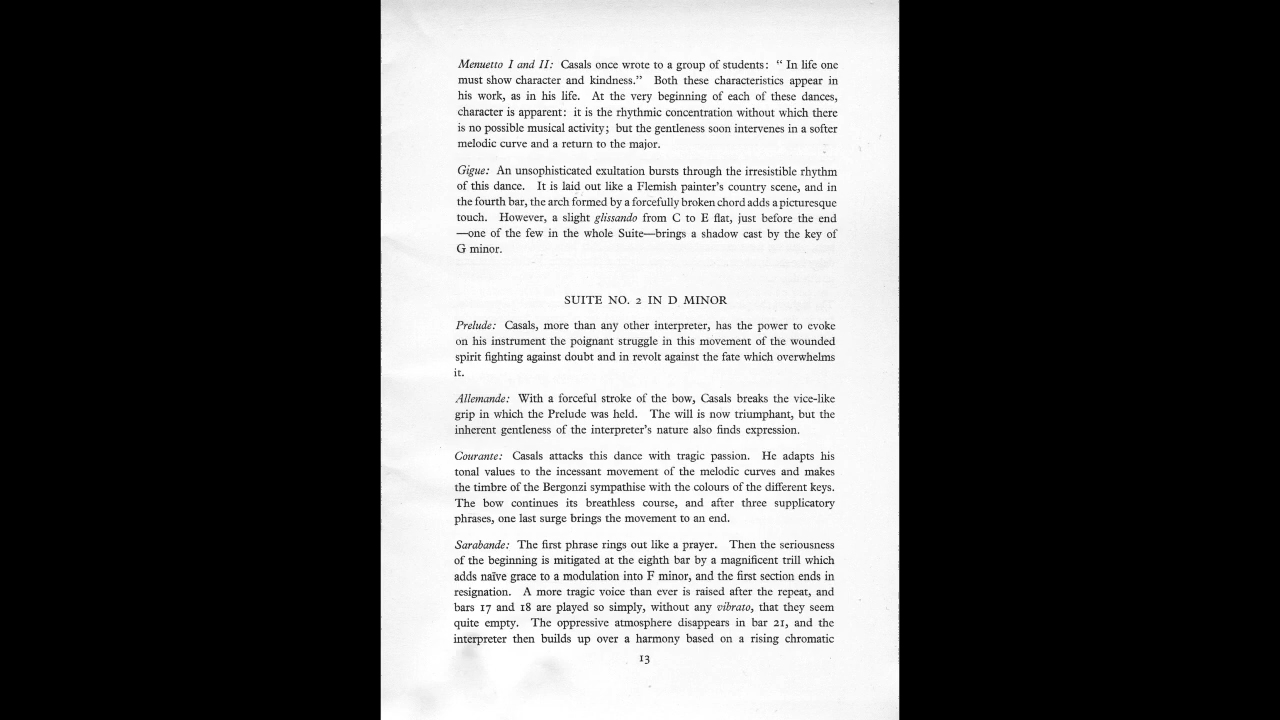 Menuetto I and II: Casals once wrote to a group of students: " In life one
must show character and kindness." Both these characteristics appear in
his work, as in his life. At the very beginning of each of these dances,
character is apparent: it is the rhythmic concentration without which there
is no possible musical activity; but the gentleness soon intervenes in a softer
melodic curve and a return to the major.
Gigue: An unsophisticated exultation bursts through the irresistible rhythm
of this dance. It is laid out like a Flemish painter's country scene, and in
the fourth bar, the arch formed by a forcefully broken chord adds a picturesque
touch. However, a slight glissando from C to E flat, just before the end
—one of the few in the whole Suite—brings a shadow cast by the key of
G minor.
SUITE NO. 2 IN D MINOR
Prelude: Casals, more than any other interpreter, has the power to evoke
on his instrument the poignant struggle in this movement of the wounded
spirit fighting against doubt and in revolt against the fate which overwhelms
it.
Allemande: With a forceful stroke of the bow, Casals breaks the vice-like
grip in which the Prelude was held. The will is now triumphant, but the
inherent gentleness of the interpreter's nature also finds expression.
Courante: Casals attacks this dance with tragic passion. He adapts his
tonal values to the incessant movement of the melodic curves and makes
the timbre of the Bergonzi sympathise with the colours of the different keys.
The bow continues its breathless course, and after three supplicatory
phrases, one last surge brings the movement to an end.
Sarabande: The first phrase rings out like a prayer. Then the seriousness
of the beginning is mitigated at the eighth bar by a magnificent trill which
adds naïve grace to a modulation into F minor, and the first section ends in
resignation. A more tragic voice than ever is raised after the repeat, and
bars 17 and 18 are played so simply, without any vibrato, that they seem
quite empty. The oppressive atmosphere disappears in bar 21, and the
interpreter then builds up over a harmony based on a rising chromatic
13